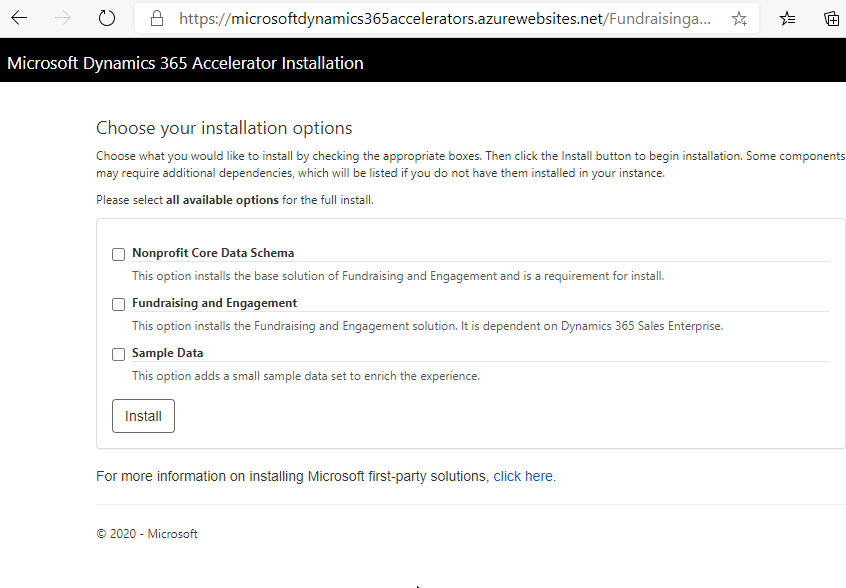 https://microsoftdynamics365accelerators.azurewebsites.net/Fundraisinga...
Microsoft Dynamics 365 Accelerator Installation
Choose your installation options
Choose what you would like to install by checking the appropriate boxes. Then click the Install button to begin installation. Some components
may require additional dependencies, which will be listed if you do not have them installed in your instance.
Please select all available options for the full install.
Nonprofit Core Data Schema
This option installs the base solution of Fundraising and Engagement and is a requirement for install.
Fundraising and Engagement
This option installs the Fundraising and Engagement solution. It is dependent on Dynamics 365 Sales Enterprise.
Sample Data
This option adds a small sample data set to enrich the experience.
Install
For more information on installing Microsoft first-party solutions, click here.
© 2020 - Microsoft